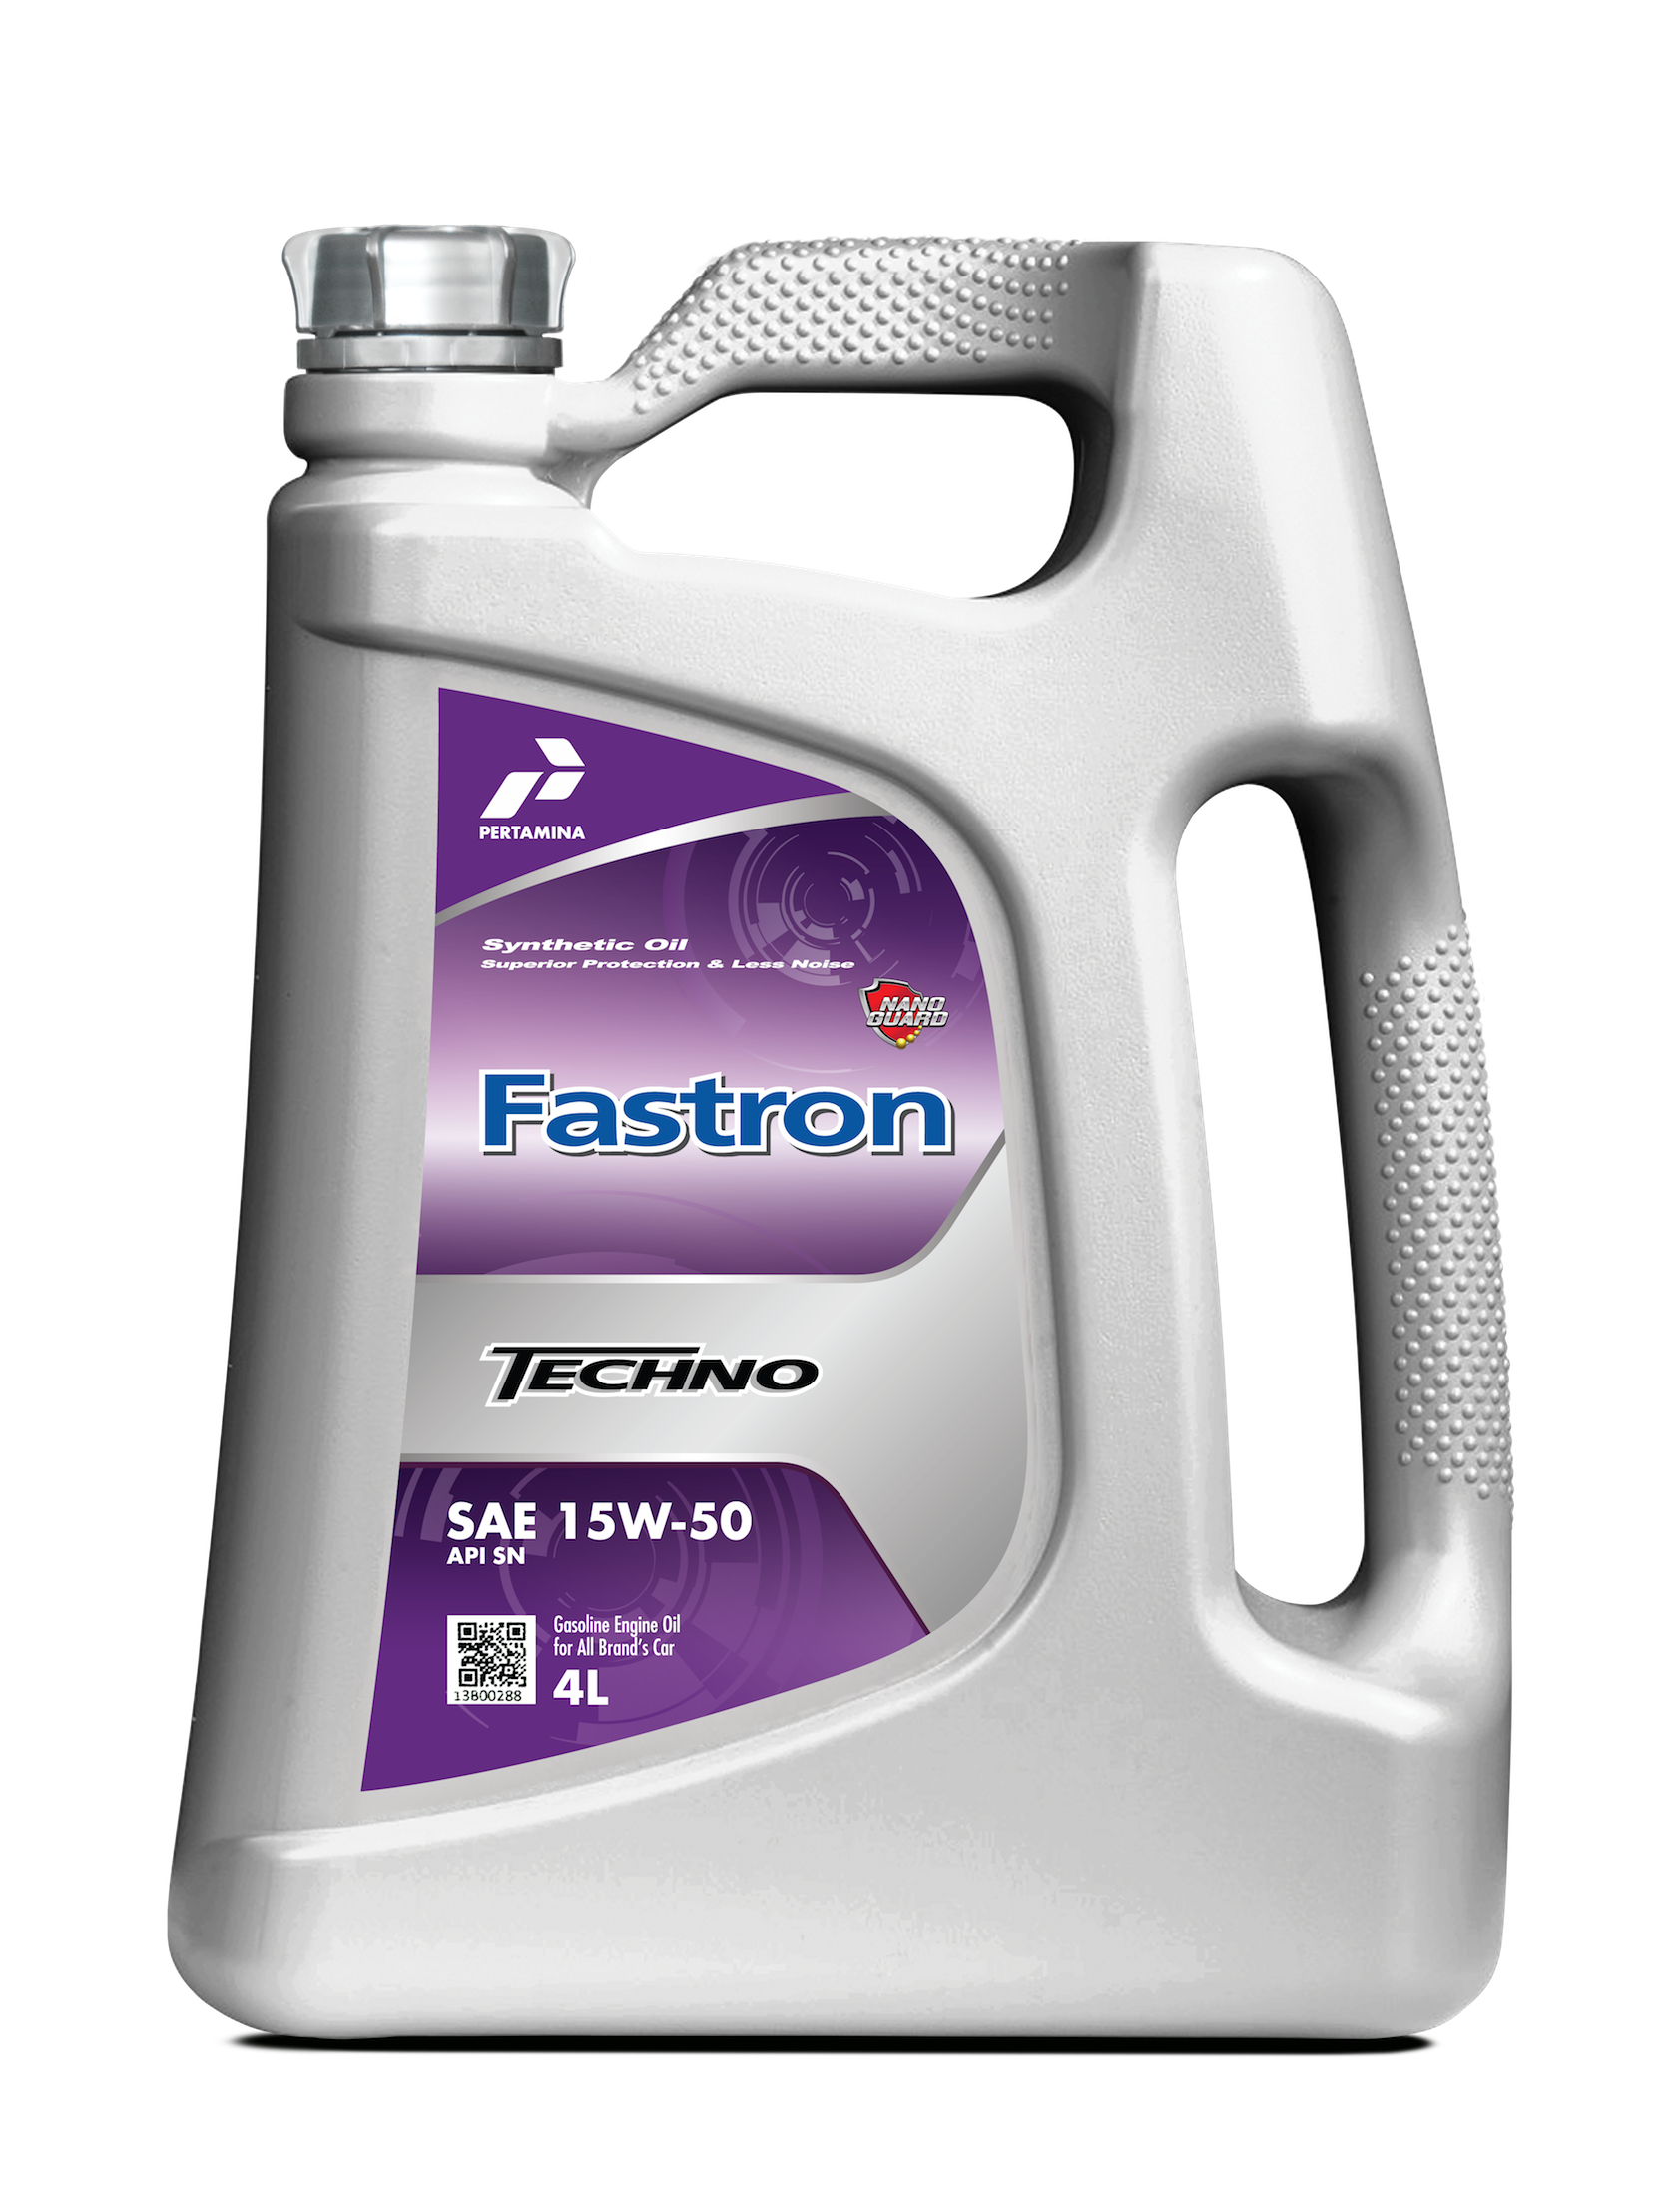 PERTAMINA
Synthetic Oil
Superior Protection & Less Noise
NANO
GUARD
Fastron
TECHNO
SAE 15W-50
API SN
Gasoline Engine Oil
for All Brand's Car
4L
13B00288